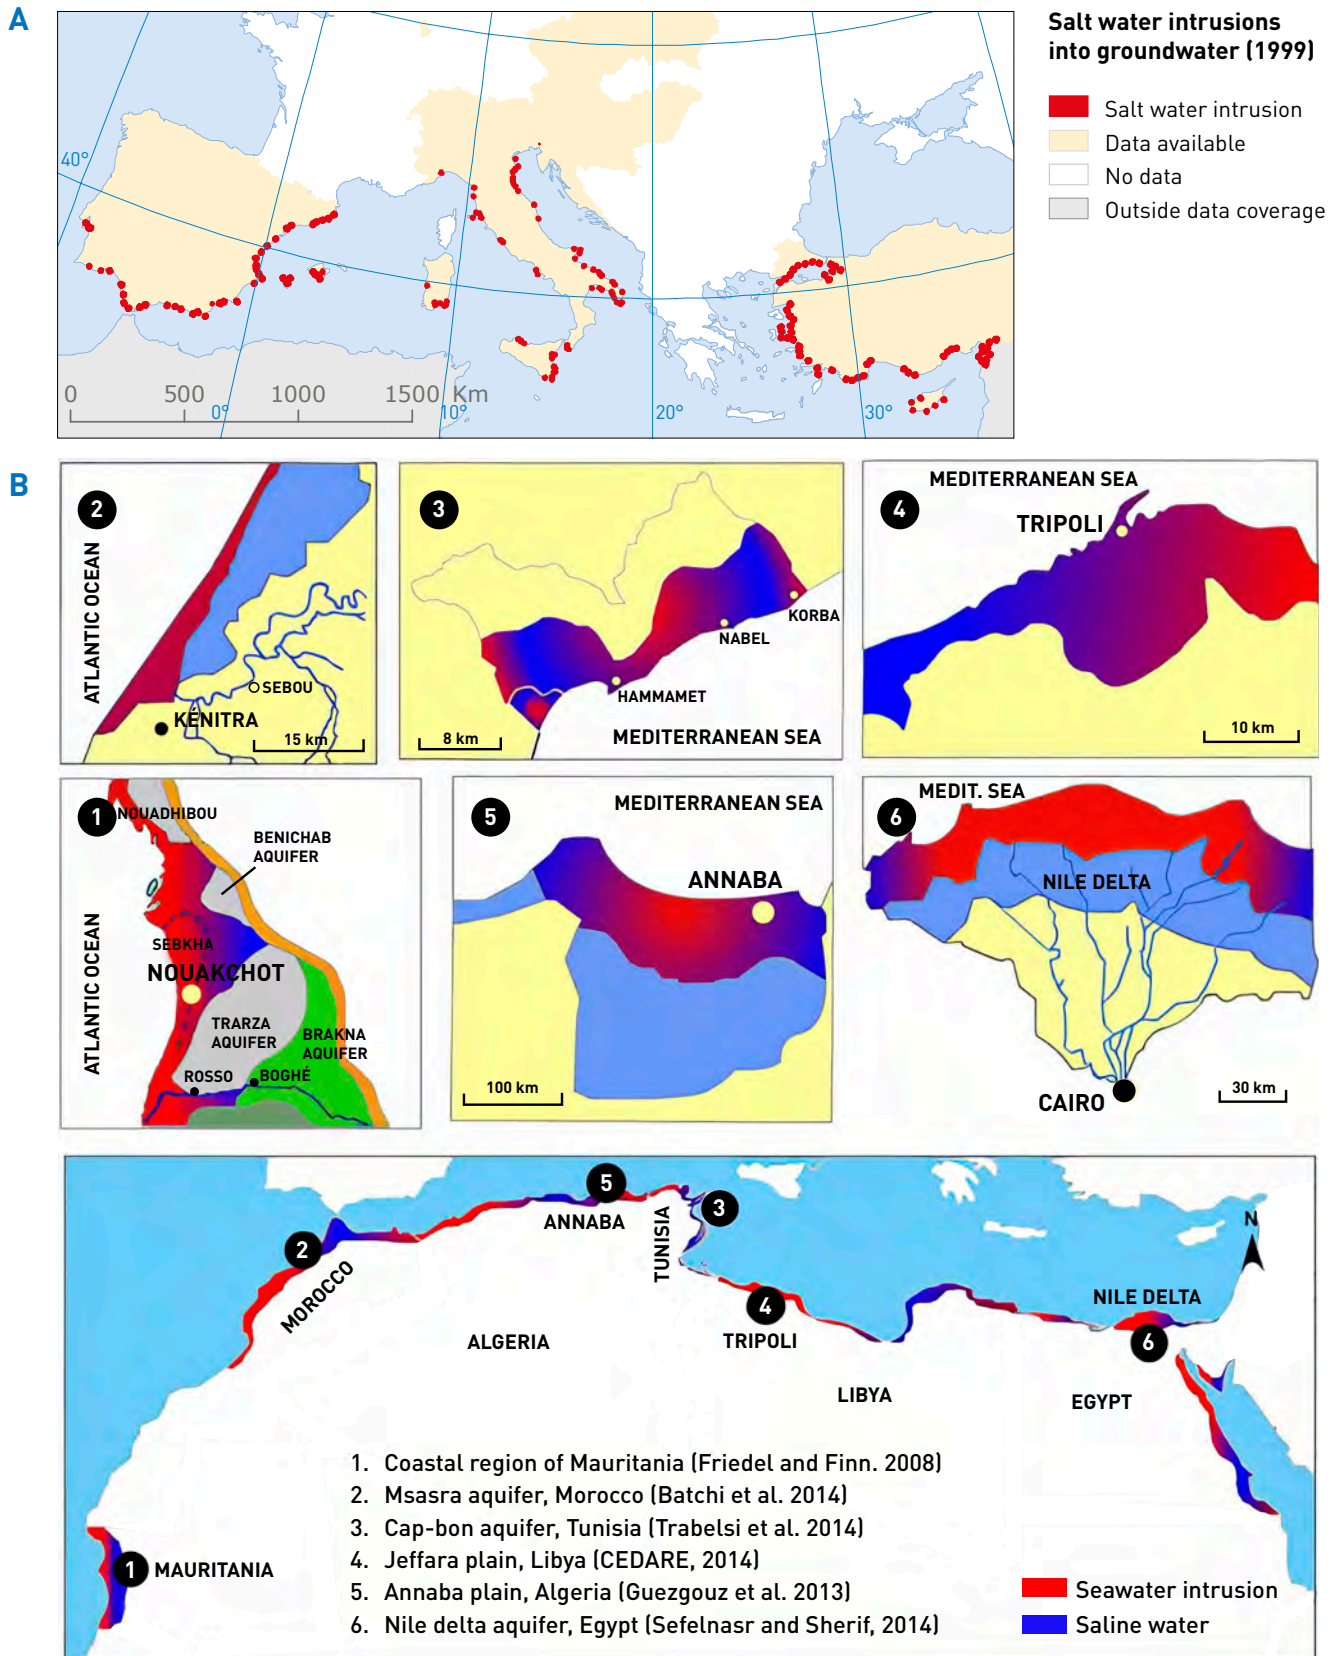 A
Salt water intrusions
into groundwater (1999)
Salt water intrusion
Data available
No data
Outside data coverage
40°
0
500
1000
1500 Km
0°
10°
20°
30°
B
2
ATLANTIC OCEAN
SEBOU
KÉNITRA
15 km
3
KORBA
NABEL
HAMMAMET
8 km
MEDITERRANEAN SEA
4
MEDITERRANEAN SEA
TRIPOLI
10 km
1
NOUADHIBOU
BENICHAB
AQUIFER
ATLANTIC OCEAN
SEBKHA
NOUAKCHOT
TRARZA
AQUIFER
BRAKNA
AQUIFER
ROSSO
BOGHÉ
5
MEDITERRANEAN SEA
ANNABA
100 km
6
MEDIT. SEA
NILE DELTA
CAIRO
30 km
5
ANNABA
3
TUNISIA
2
MOROCCO
N
NILE DELTA
4
TRIPOLI
6
ALGERIA
LIBYA
EGYPT
1
MAURITANIA
1. Coastal region of Mauritania (Friedel and Finn. 2008)
2. Msasra aquifer, Morocco (Batchi et al. 2014)
3. Cap-bon aquifer, Tunisia (Trabelsi et al. 2014)
4. Jeffara plain, Libya (CEDARE, 2014)
5. Annaba plain, Algeria (Guezgouz et al. 2013)
6. Nile delta aquifer, Egypt (Sefelnasr and Sherif, 2014)
Seawater intrusion
Saline water